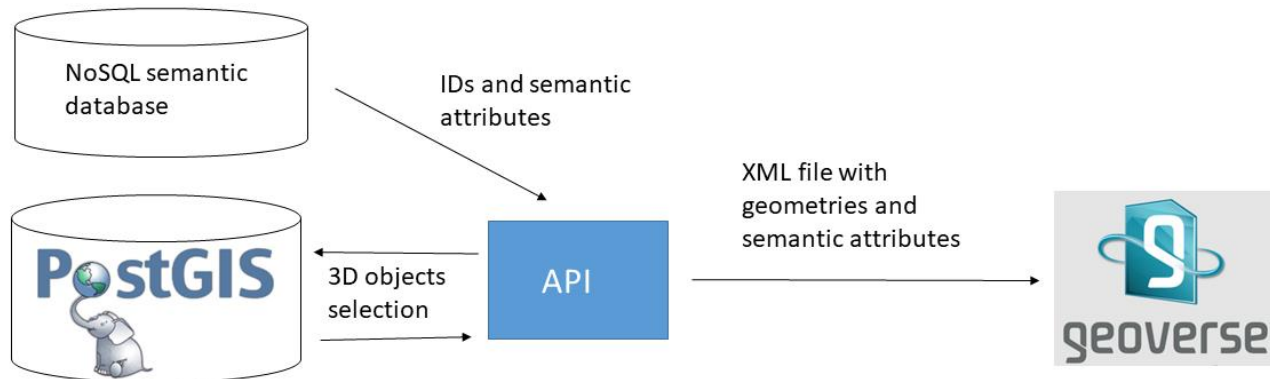 NoSQL semantic
database
IDs and semantic
attributes
XML file with
geometries and
semantic attributes
PostGIS
3D objects
selection
API
g
geoverse